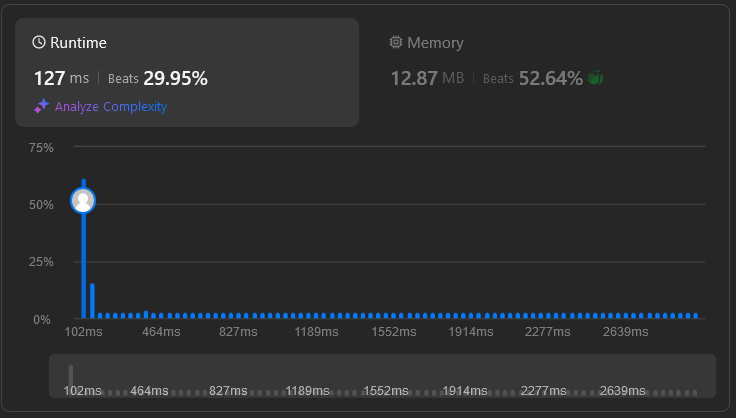 Runtime
Memory
127 ms | Beats 29.95%
12.87 MB | Beats 52.64%
Analyze Complexity
75%
50%
25%
0%
102ms 464ms 827ms 1189ms 1552ms 1914ms 2277ms 2639ms
102ms 464ms 827ms 1189ms 1552ms 1914ms 2277ms 2639ms